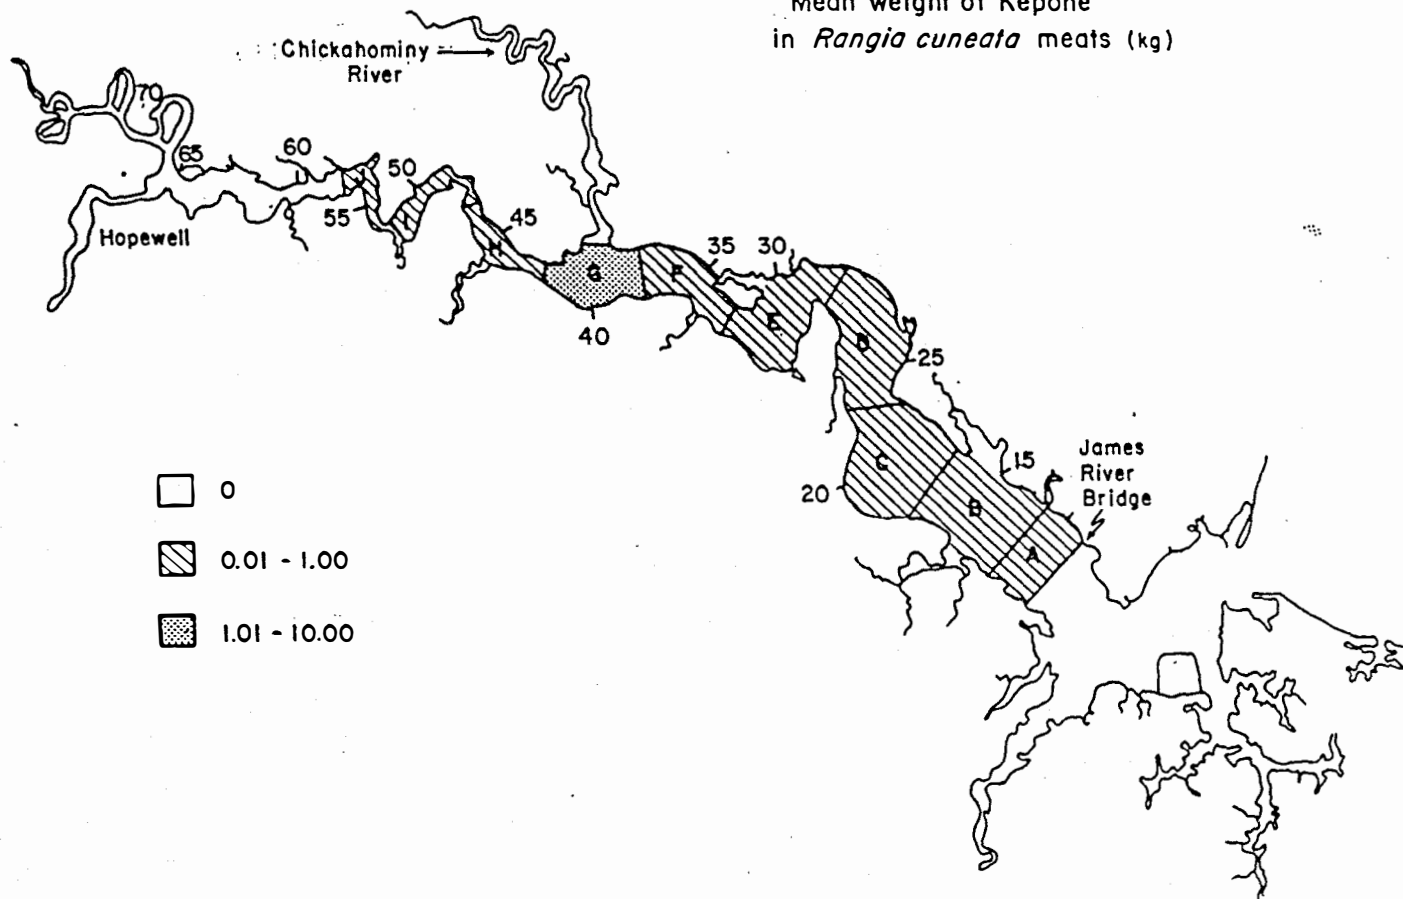 Mean weight of Kepone
in Rangia cuneata meats (kg)
Chickahominy
River
70
65
60
50
55
45
35
30
40
25
Hopewell
J
I
H
G
F
E
D
C
B
A
20
15
James
River
Bridge
0
0.01 - 1.00
1.01 - 10.00